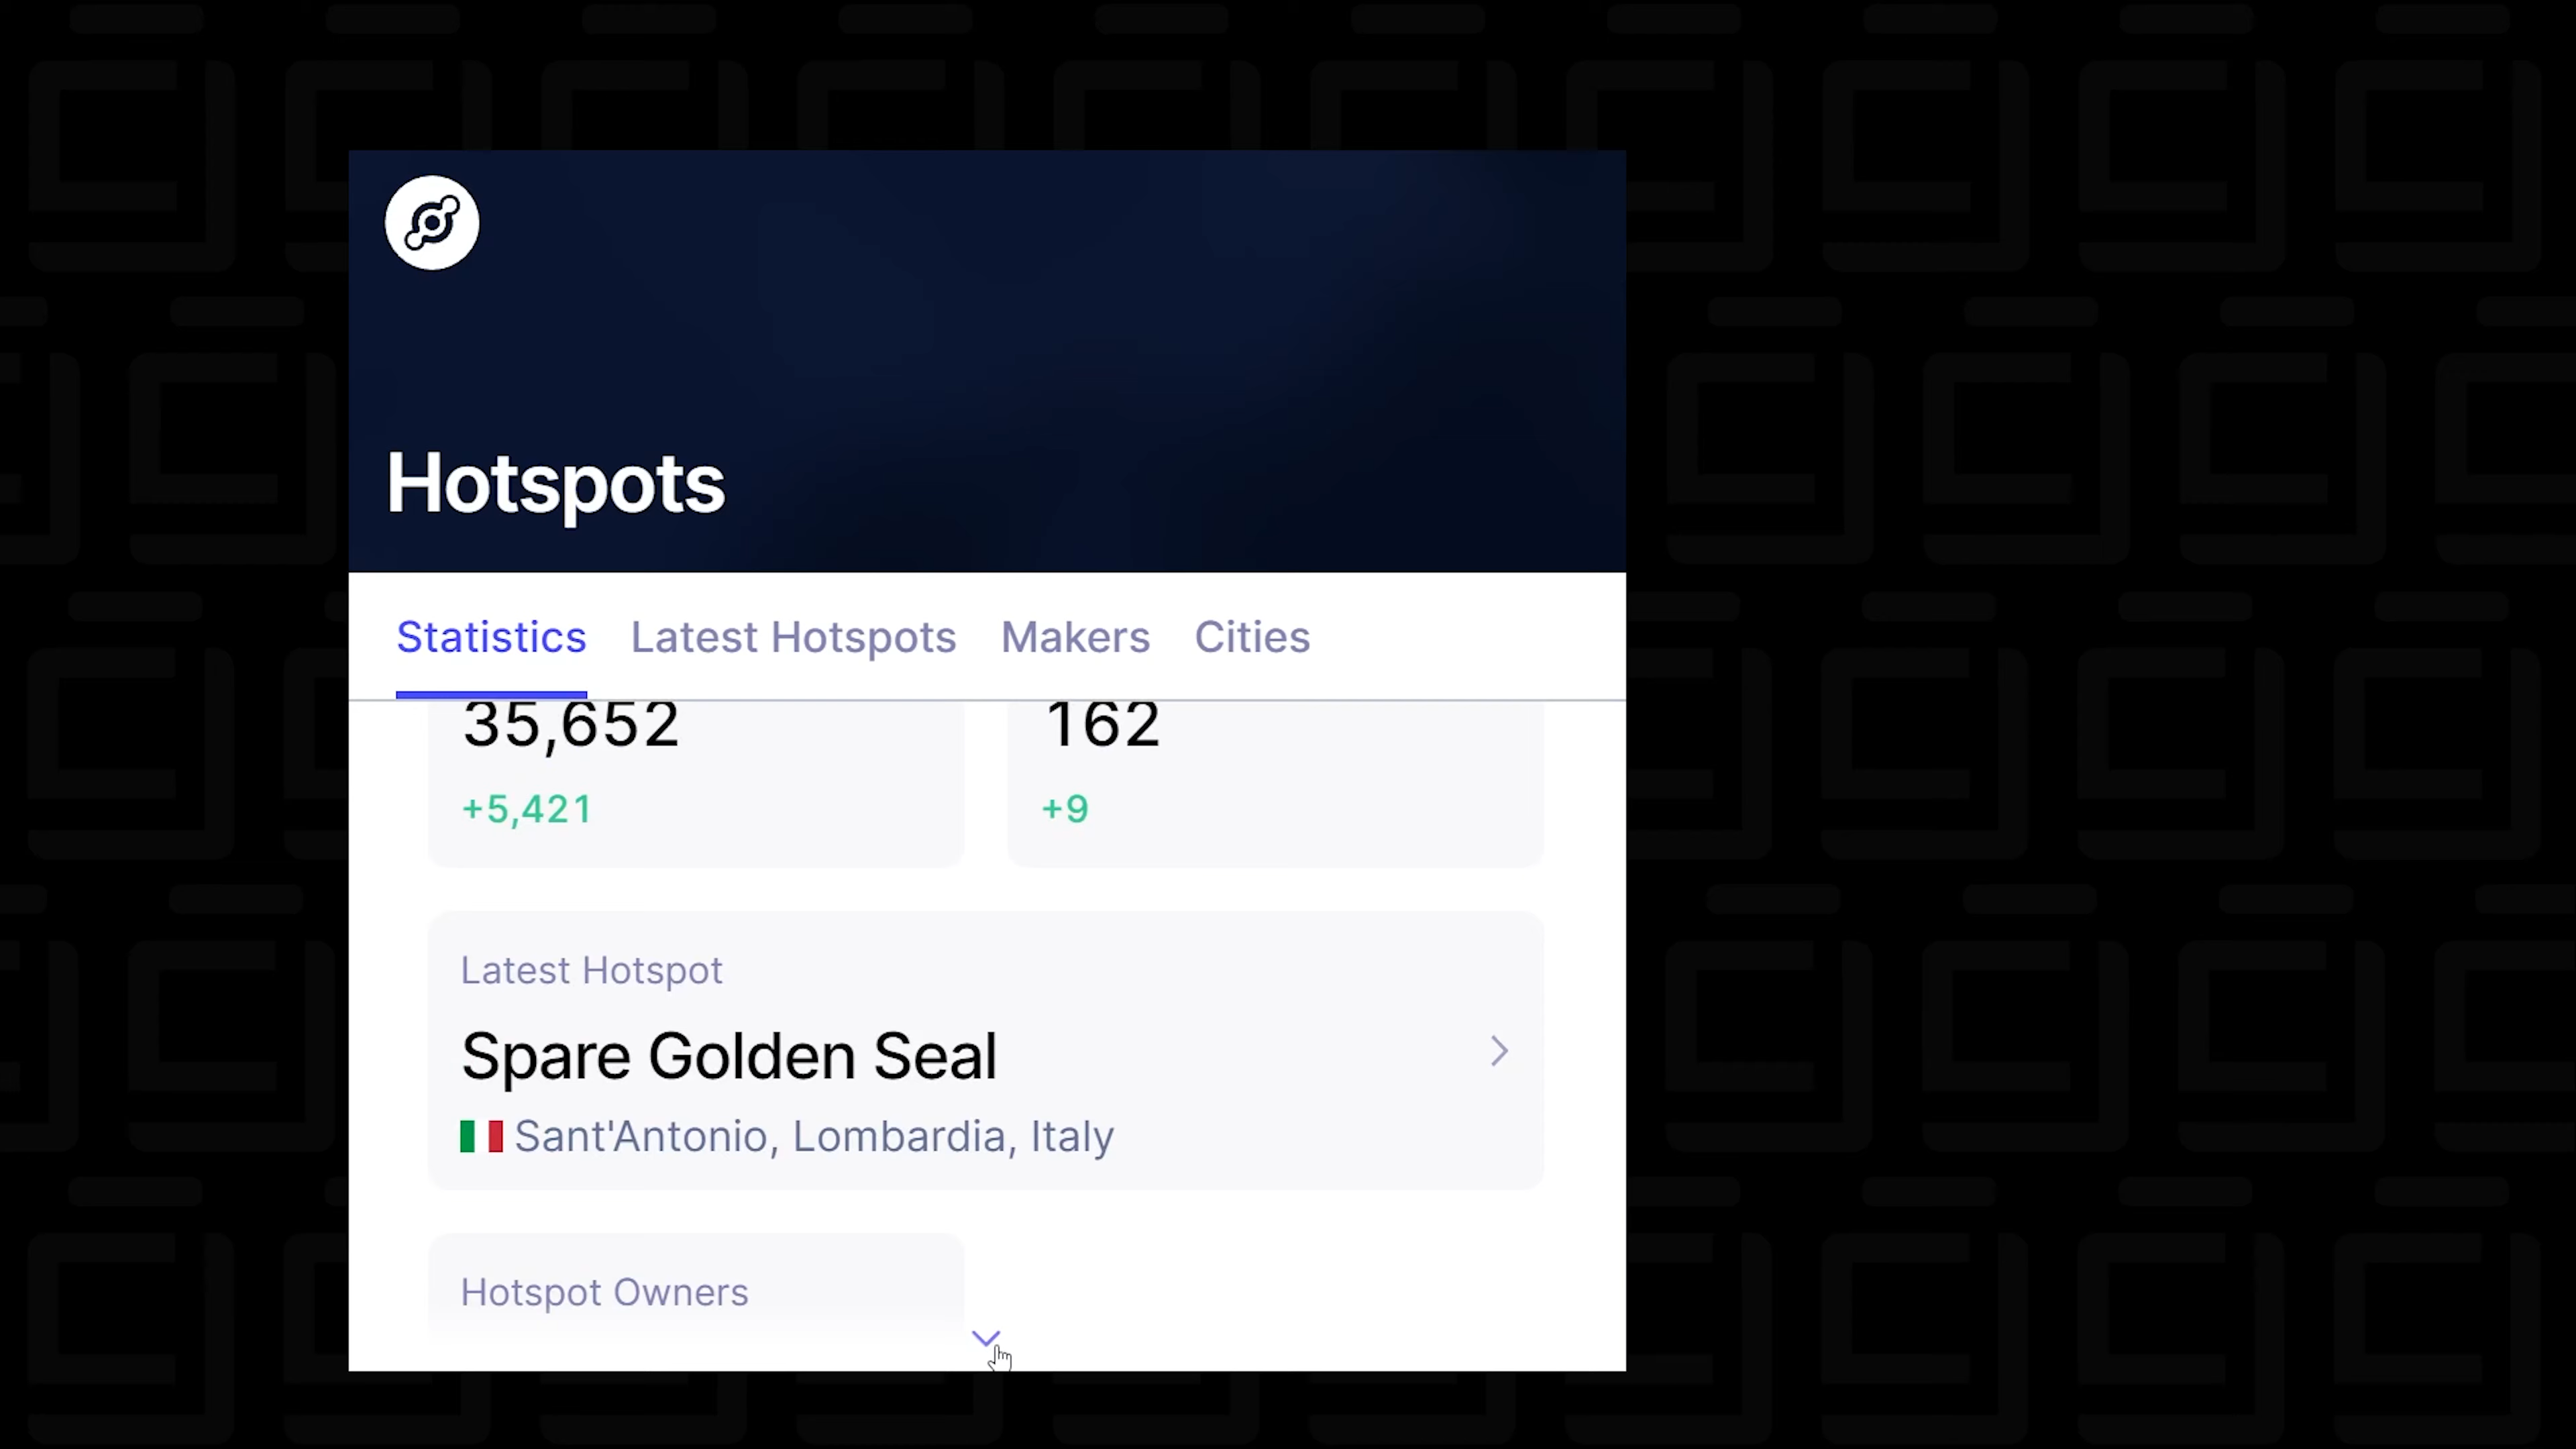 Hotspots
Statistics Latest Hotspots Makers Cities
35,652 162
+5,421 +9
Latest Hotspot
Spare Golden Seal
Sant'Antonio, Lombardia, Italy
Hotspot Owners